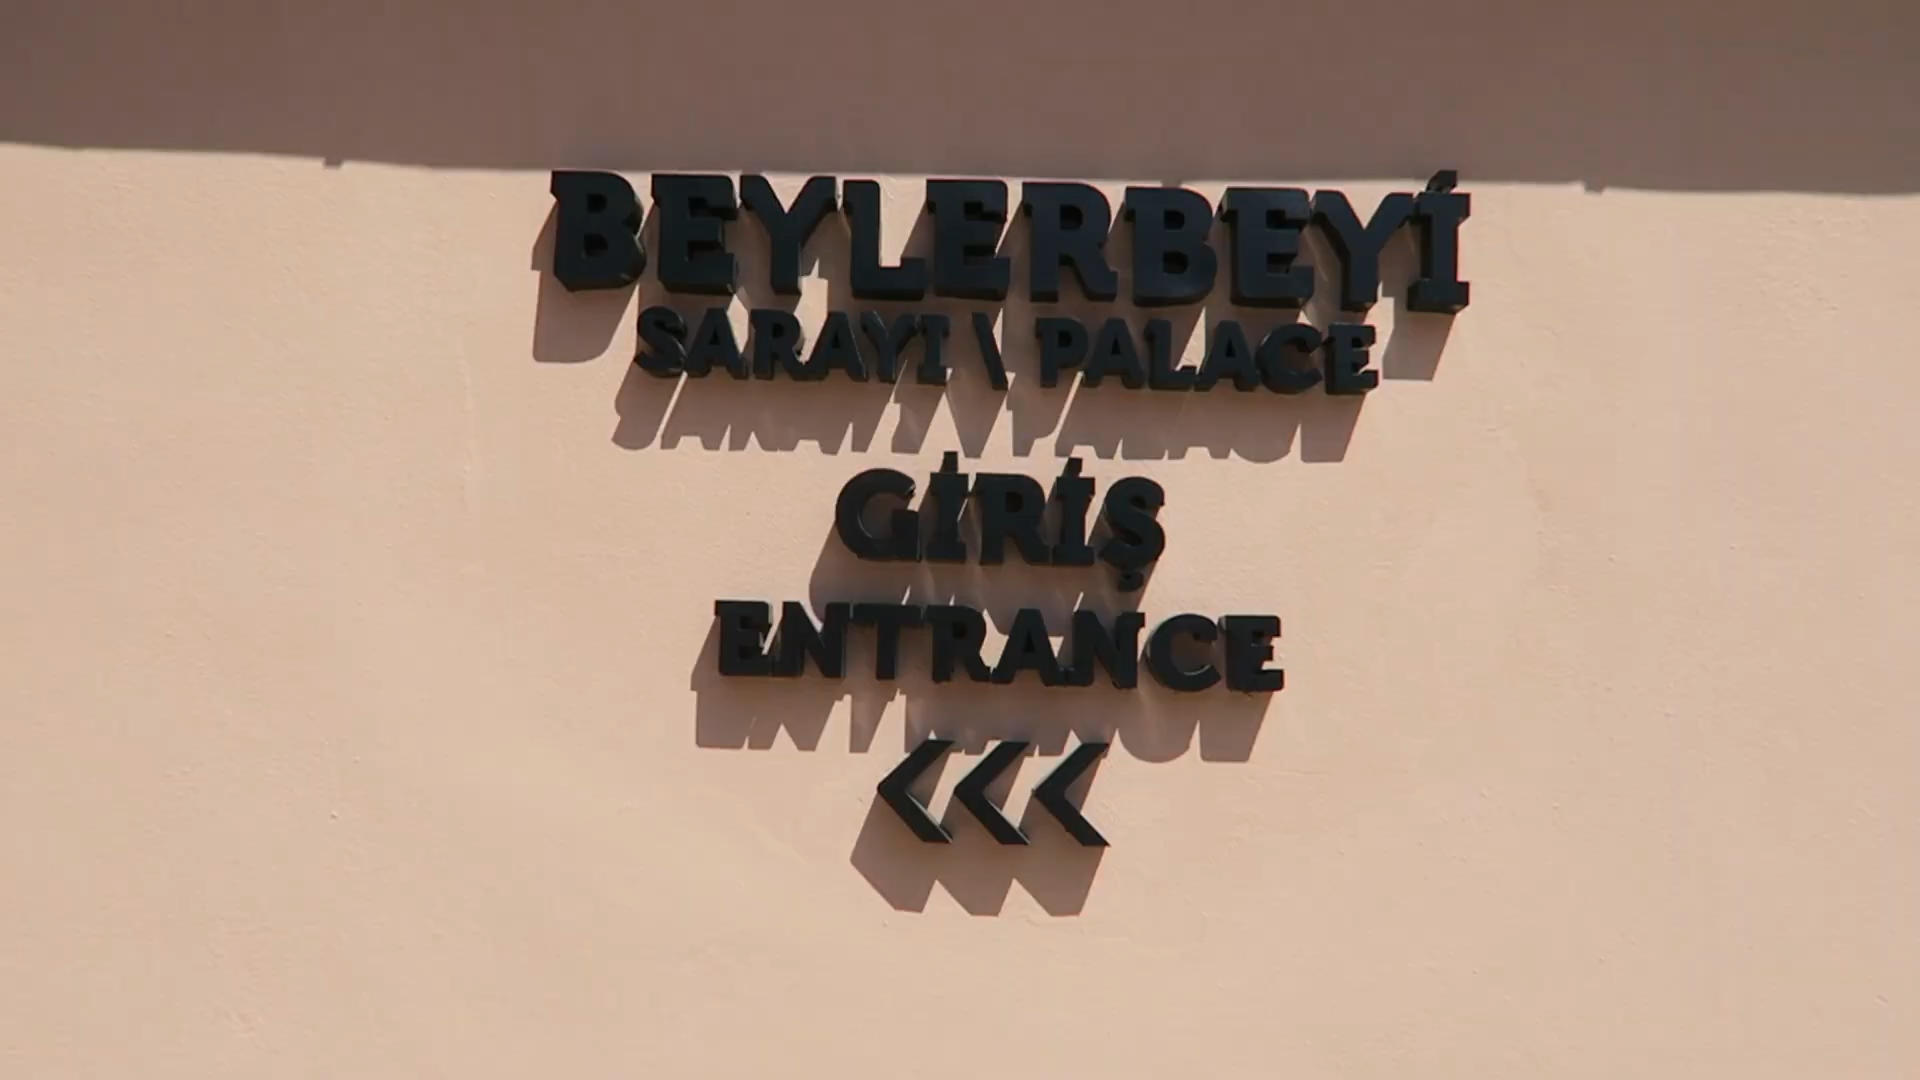 BEYLERBEYİ
SARAYI \ PALACE
GİRİŞ
ENTRANCE
<<<